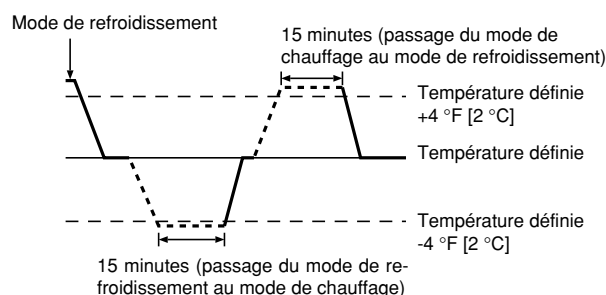 Mode de refroidissement
15 minutes (passage du mode de
chauffage au mode de refroidissement)
Température définie
+4 °F [2 °C]
Température définie
Température définie
-4 °F [2 °C]
15 minutes (passage du mode de re-
froidissement au mode de chauffage)